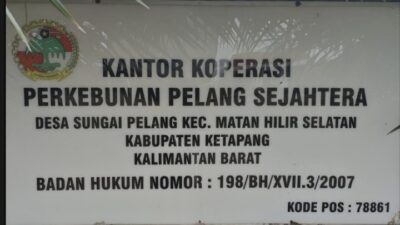 KANTOR KOPERASI
PERKEBUNAN PELANG SEJAHTERA
DESA SUNGAI PELANG KEC. MATAN HILIR SELATAN
KABUPATEN KETAPANG
KALIMANTAN BARAT
BADAN HUKUM NOMOR : 198/BH/XVII.3/2007
KODE POS : 78861